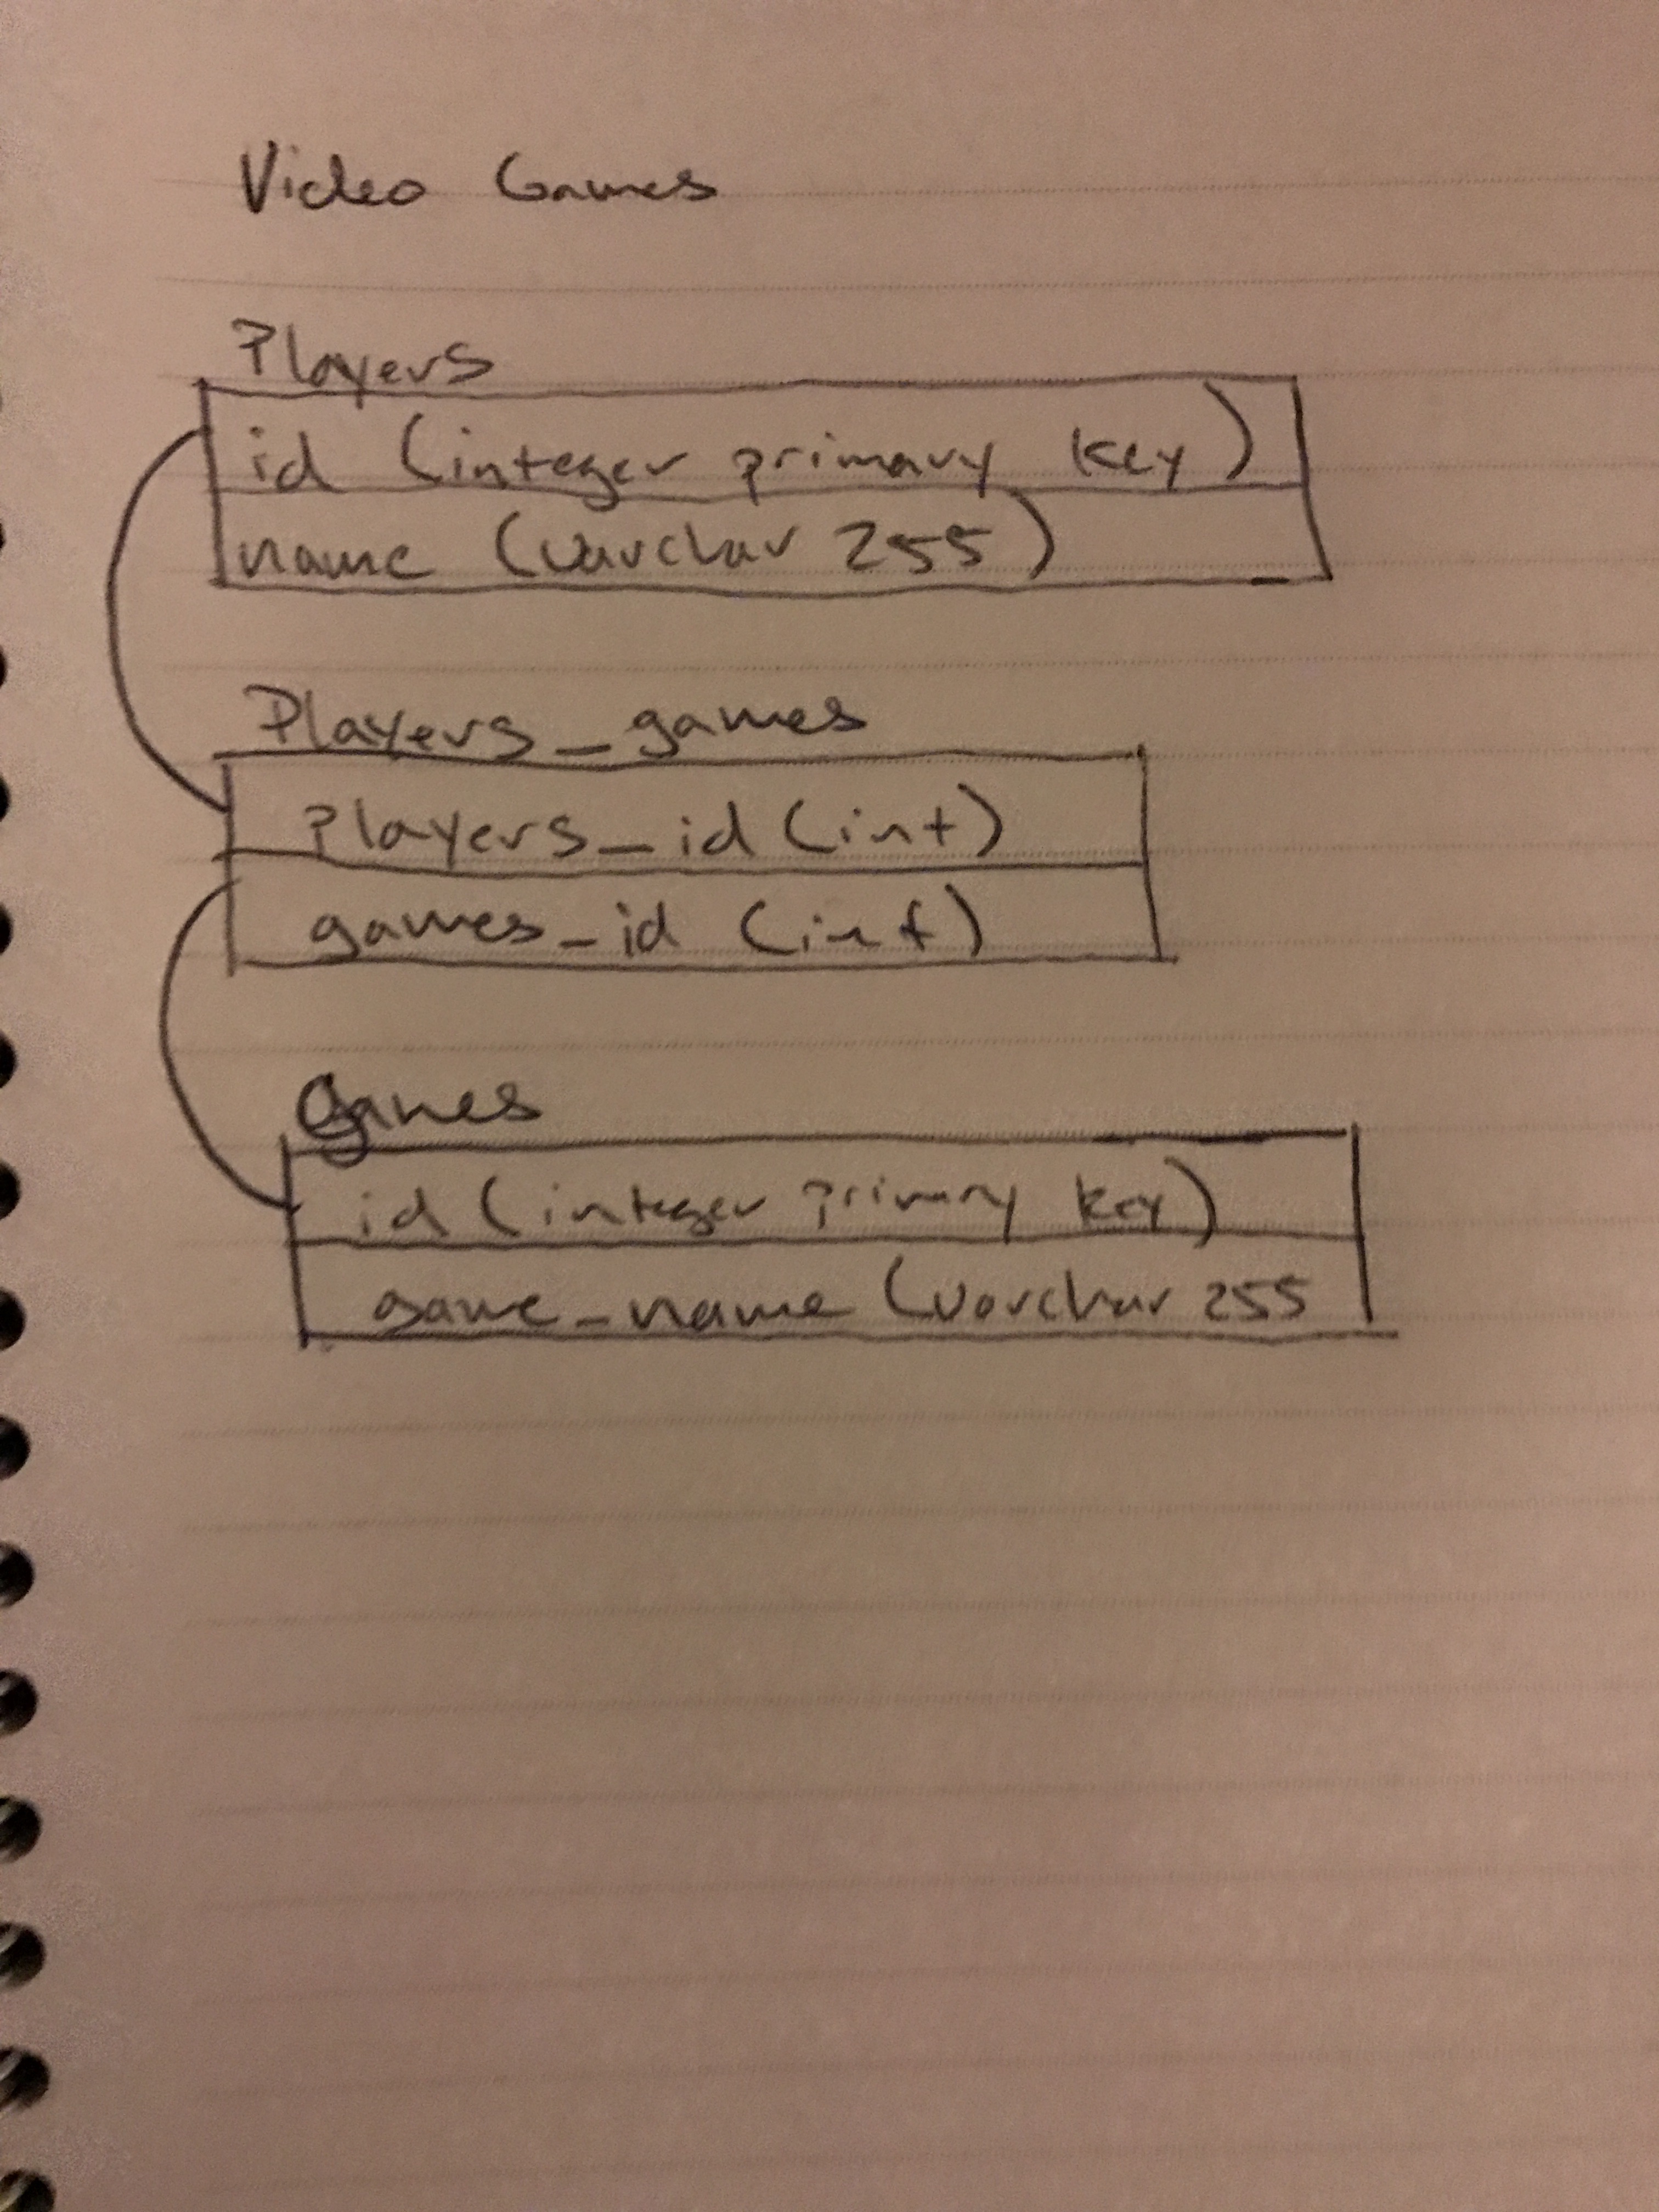 Video Games
Players
id (integer primary key)
name (varchar 255)
Players_games
Players_id (int)
games_id (int)
Games
id (integer primary key)
game_name (varchar 255